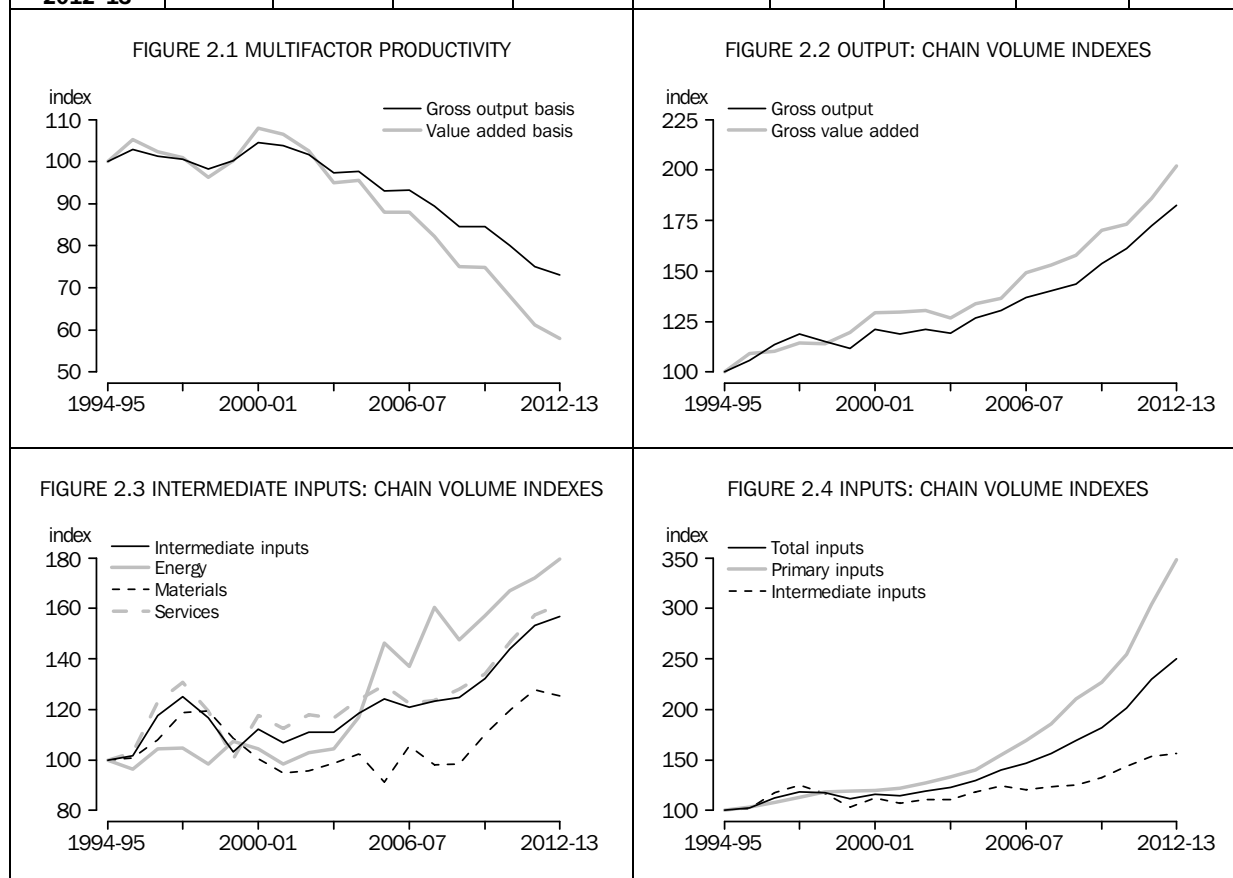 2012–13
FIGURE 2.1 MULTIFACTOR PRODUCTIVITY
index
Gross output basis
Value added basis
110
100
90
80
70
60
50
1994-95
2000-01
2006-07
2012-13
FIGURE 2.2 OUTPUT: CHAIN VOLUME INDEXES
index
Gross output
Gross value added
225
200
175
150
125
100
1994-95
2000-01
2006-07
2012-13
FIGURE 2.3 INTERMEDIATE INPUTS: CHAIN VOLUME INDEXES
index
Intermediate inputs
Energy
Materials
Services
180
160
140
120
100
80
1994-95
2000-01
2006-07
2012-13
FIGURE 2.4 INPUTS: CHAIN VOLUME INDEXES
index
Total inputs
Primary inputs
Intermediate inputs
350
300
250
200
150
100
1994-95
2000-01
2006-07
2012-13